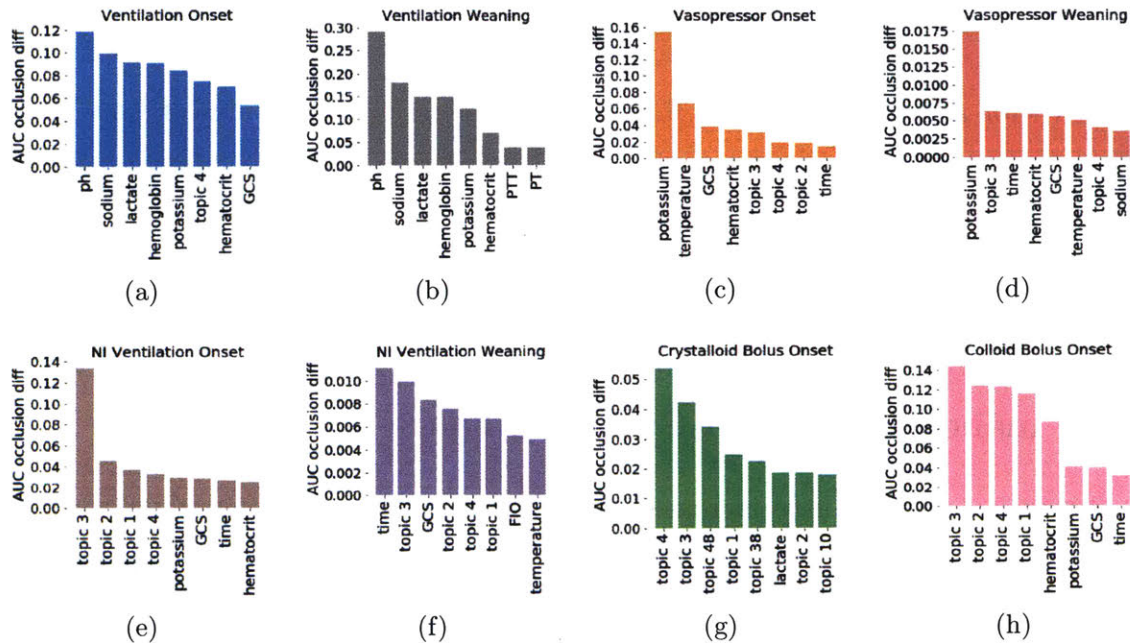 Ventilation Onset
AUC occlusion diff
0.12
0.10
0.08
0.06
0.04
0.02
0.00
ph
sodium
lactate
hemoglobin
potassium
topic 4
hematocrit
GCS
(a)
Ventilation Weaning
AUC occlusion diff
0.30
0.25
0.20
0.15
0.10
0.05
0.00
ph
sodium
lactate
hemoglobin
potassium
hematocrit
PTT
PT
(b)
Vasopressor Onset
AUC occlusion diff
0.16
0.14
0.12
0.10
0.08
0.06
0.04
0.02
0.00
potassium
temperature
GCS
hematocrit
topic 3
topic 4
topic 2
time
(c)
Vasopressor Weaning
AUC occlusion diff
0.0175
0.0150
0.0125
0.0100
0.0075
0.0050
0.0025
0.0000
potassium
topic 3
time
hematocrit
GCS
temperature
topic 4
sodium
(d)
NI Ventilation Onset
AUC occlusion diff
0.14
0.12
0.10
0.08
0.06
0.04
0.02
0.00
topic 3
topic 2
topic 1
topic 4
potassium
GCS
time
hematocrit
(e)
NI Ventilation Weaning
AUC occlusion diff
0.010
0.008
0.006
0.004
0.002
0.000
time
topic 3
GCS
topic 2
topic 4
topic 1
FIO
temperature
(f)
Crystalloid Bolus Onset
AUC occlusion diff
0.05
0.04
0.03
0.02
0.01
0.00
topic 4
topic 3
topic 48
topic 1
topic 38
lactate
topic 2
topic 10
(g)
Colloid Bolus Onset
AUC occlusion diff
0.14
0.12
0.10
0.08
0.06
0.04
0.02
0.00
topic 3
topic 2
topic 4
topic 1
hematocrit
potassium
GCS
time
(h)